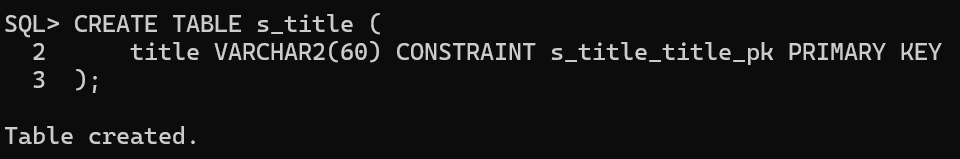 SQL> CREATE TABLE s_title (
  2      title VARCHAR2(60) CONSTRAINT s_title_title_pk PRIMARY KEY
  3  );
Table created.